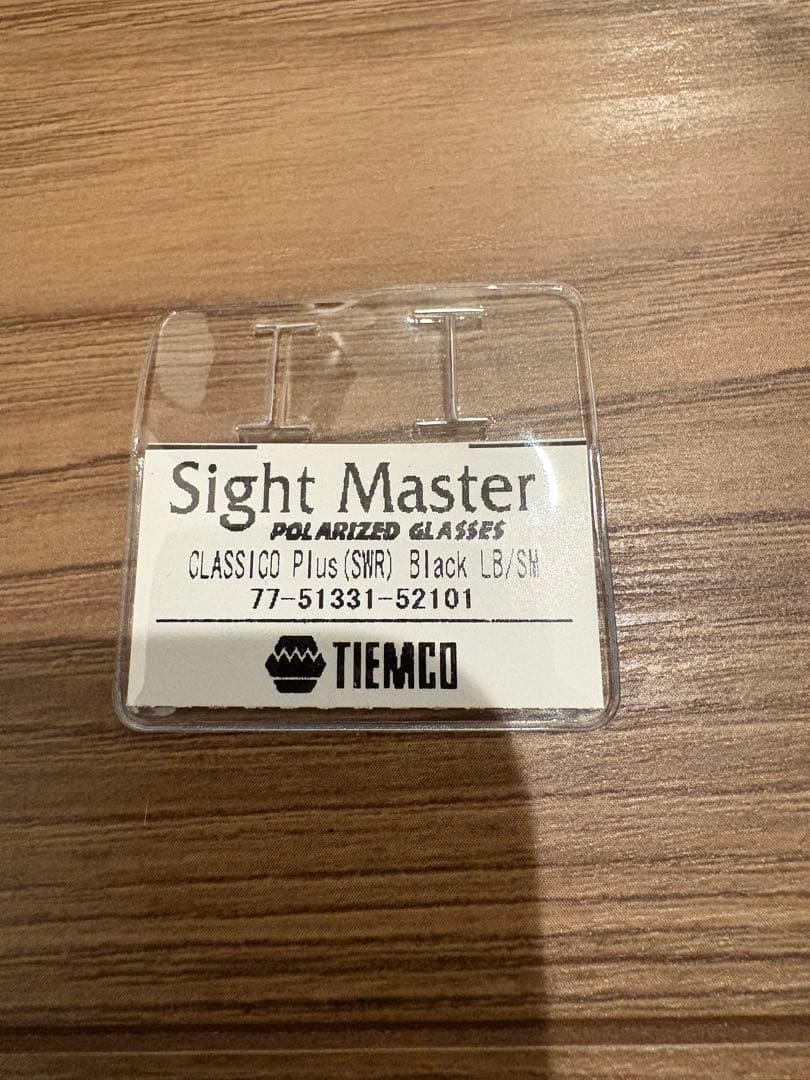 Sight Master
POLARIZED GLASSES
CLASSICO Plus(SWR) Black LB/SM
77-51331-52101
TIEMCO